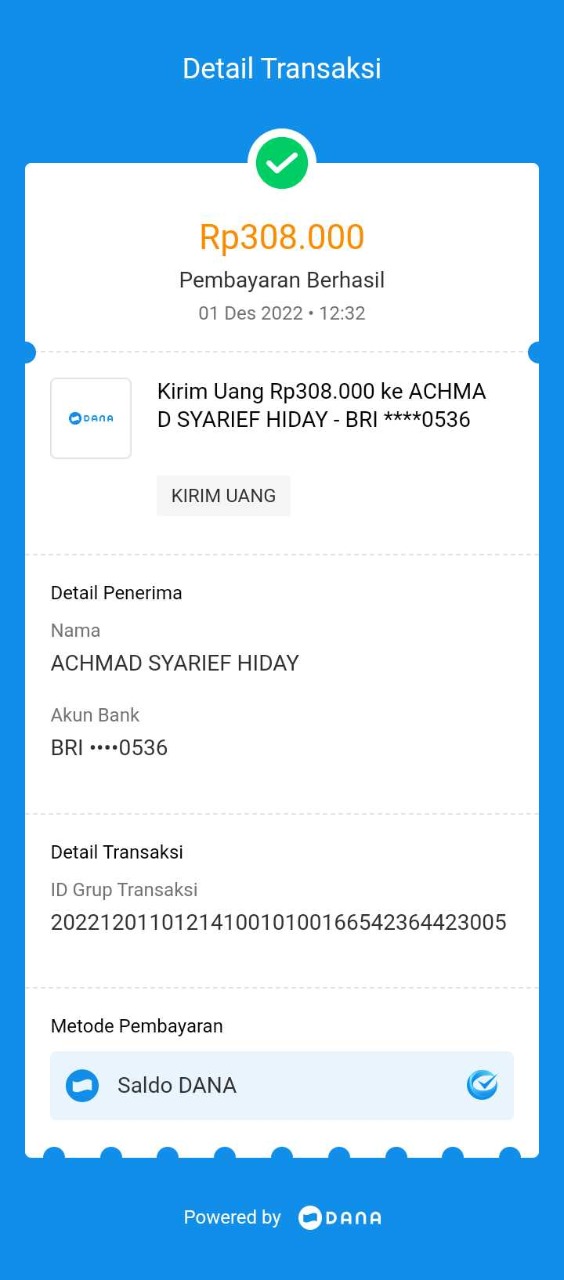 Detail Transaksi
Rp308.000
Pembayaran Berhasil
01 Des 2022 • 12:32
DANA
Kirim Uang Rp308.000 ke ACHMA
D SYARIEF HIDAY - BRI ****0536
KIRIM UANG
Detail Penerima
Nama
ACHMAD SYARIEF HIDAY
Akun Bank
BRI ••••0536
Detail Transaksi
ID Grup Transaksi
2022120110121410010100166542364423005
Metode Pembayaran
Saldo DANA
Powered by DANA